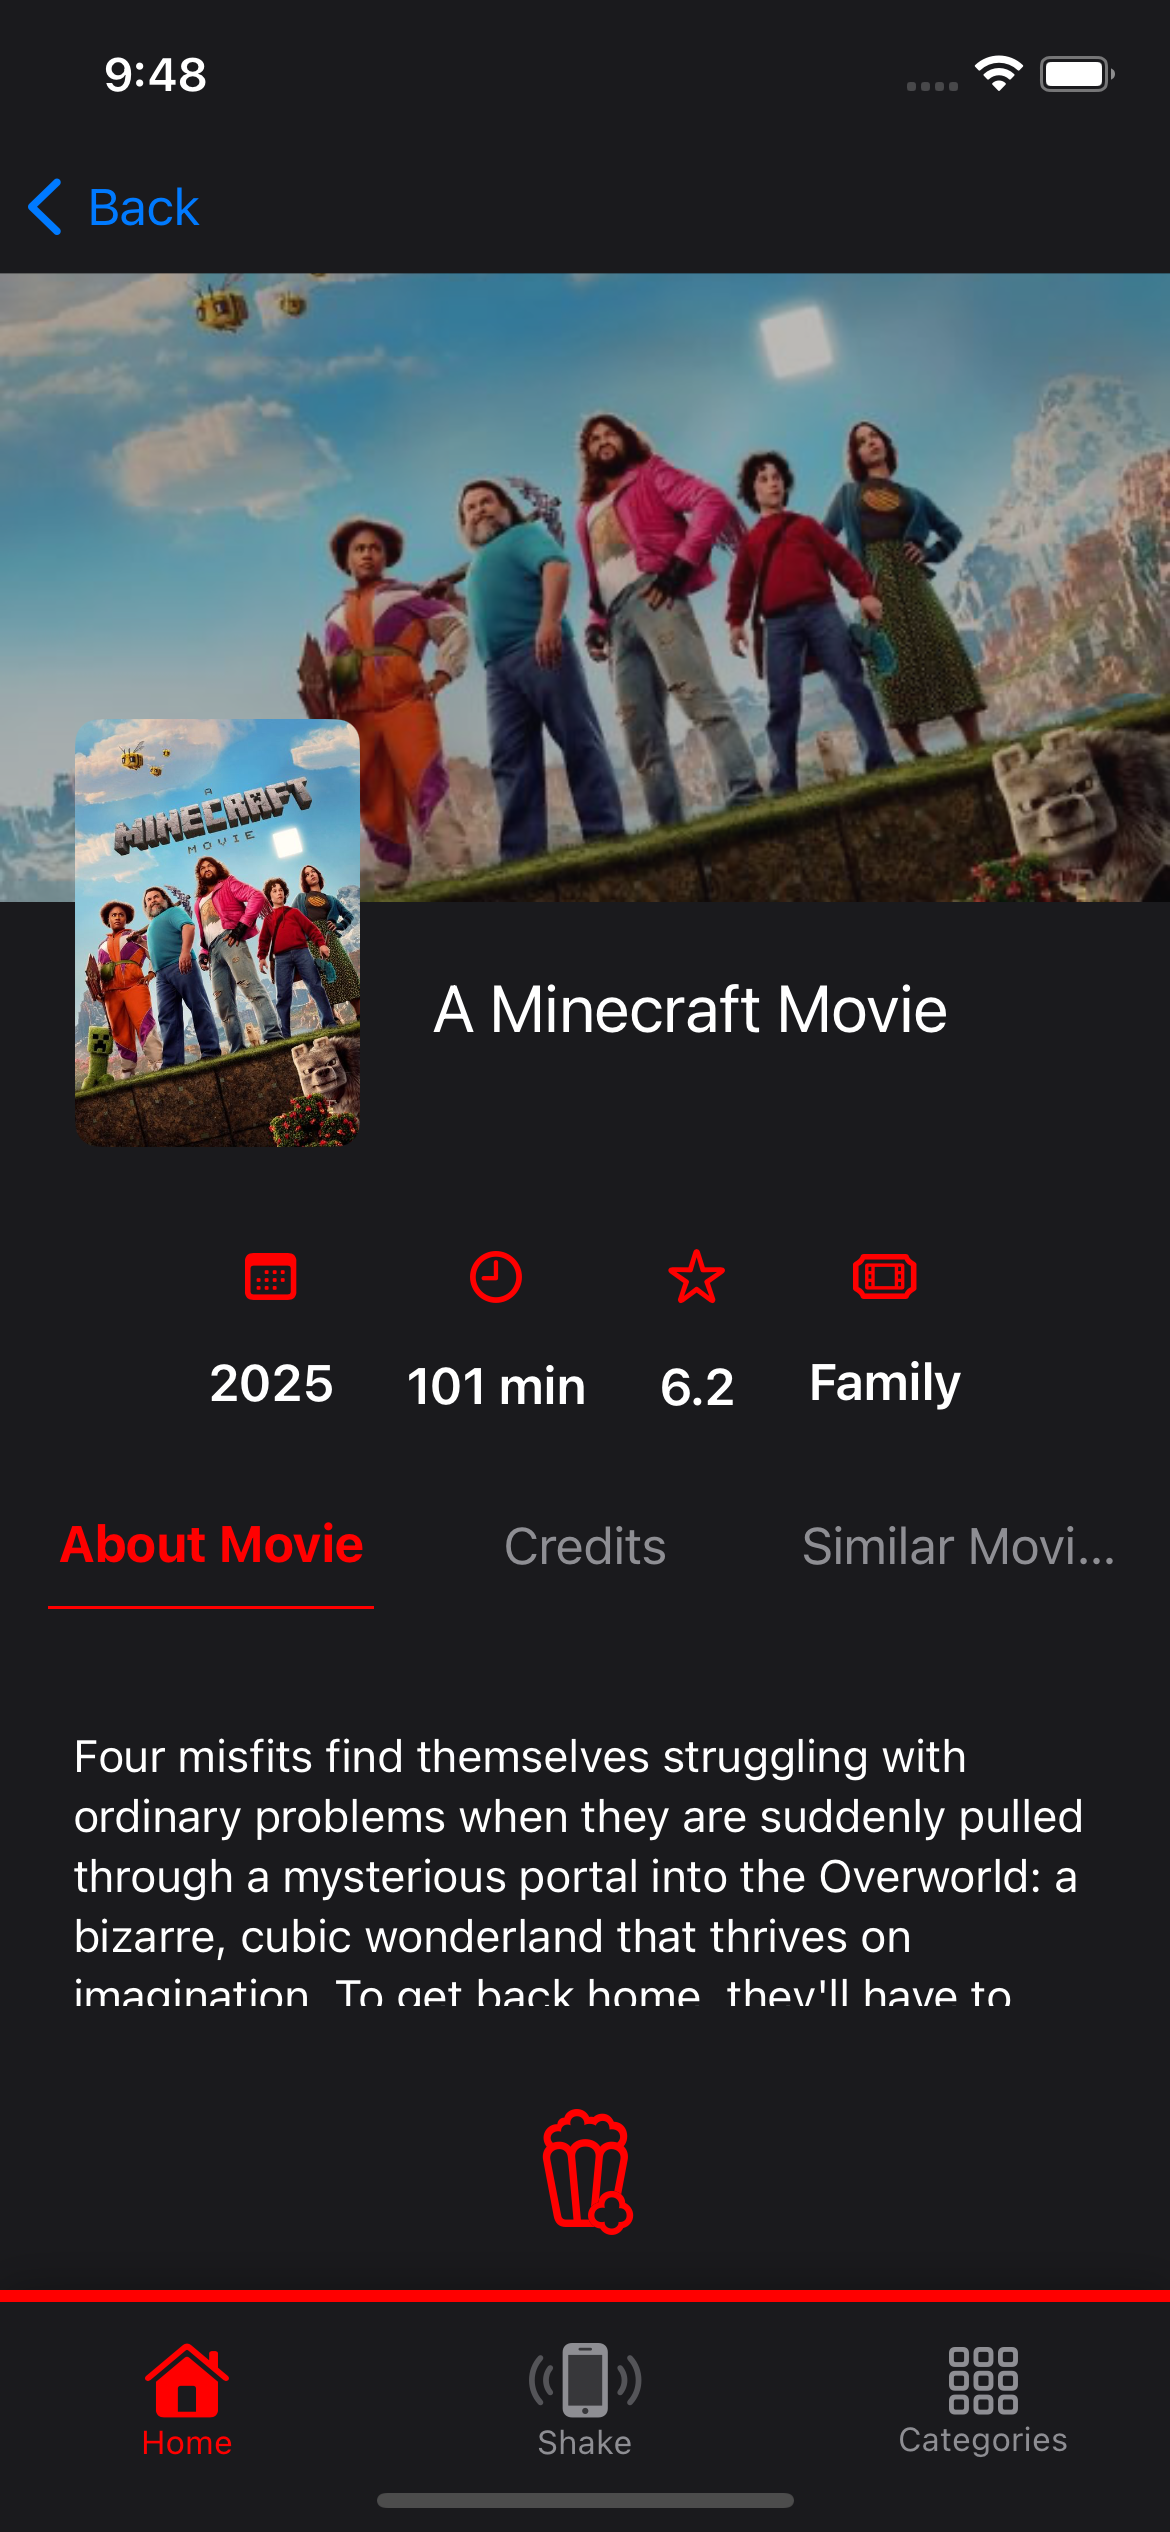 9:48
Back
A
MINECRAFT
MOVIE
A Minecraft Movie
2025
101 min
6.2
Family
About Movie
Credits
Similar Movi...
Four misfits find themselves struggling with
ordinary problems when they are suddenly pulled
through a mysterious portal into the Overworld: a
bizarre, cubic wonderland that thrives on
imagination. To get back home, they'll have to
Home
Shake
Categories